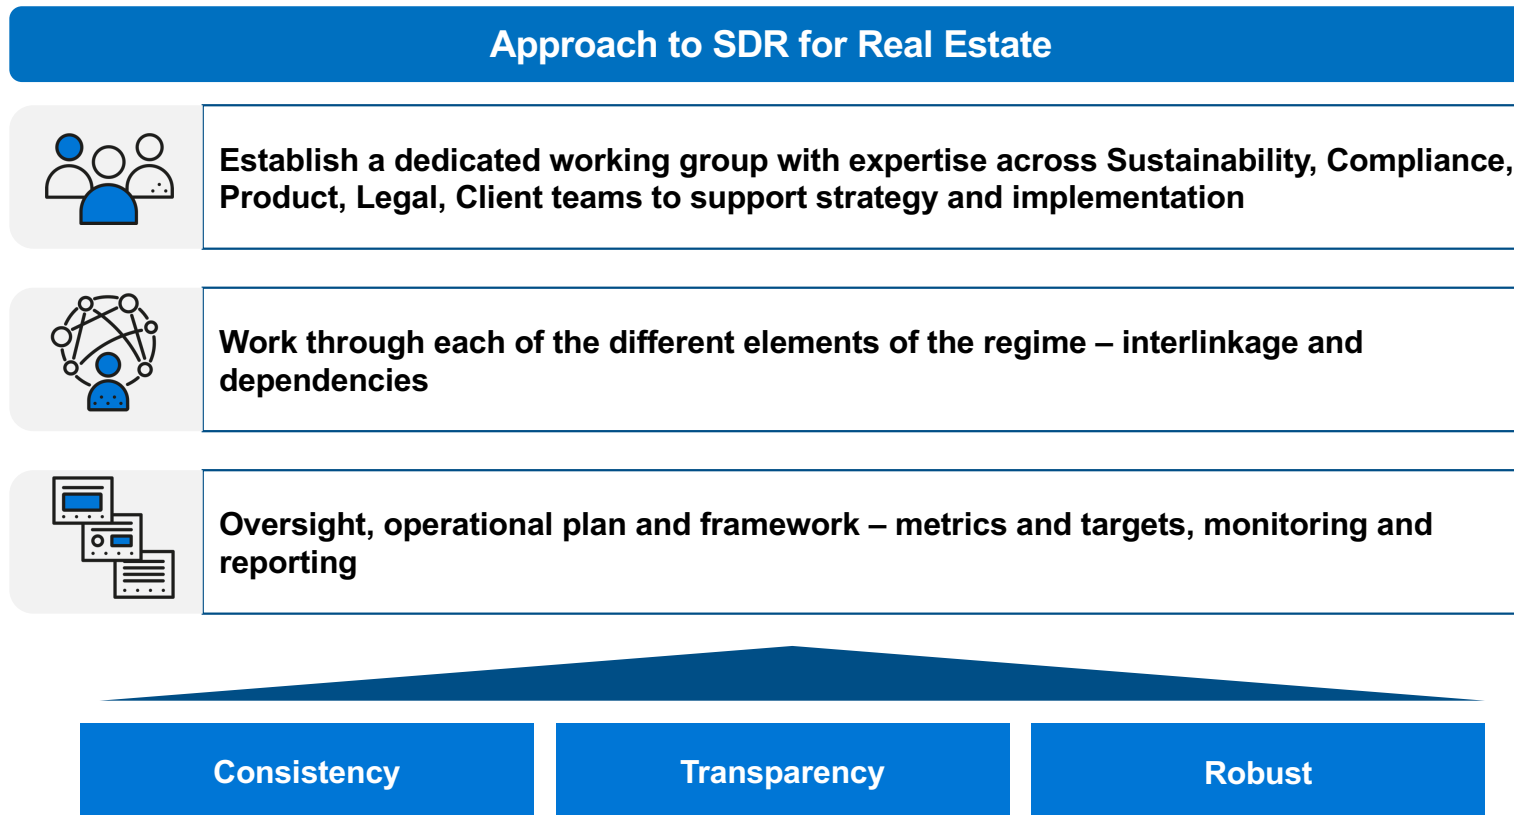 Approach to SDR for Real Estate
Establish a dedicated working group with expertise across Sustainability, Compliance,
Product, Legal, Client teams to support strategy and implementation
Work through each of the different elements of the regime – interlinkage and
dependencies
Oversight, operational plan and framework – metrics and targets, monitoring and
reporting
Consistency
Transparency
Robust